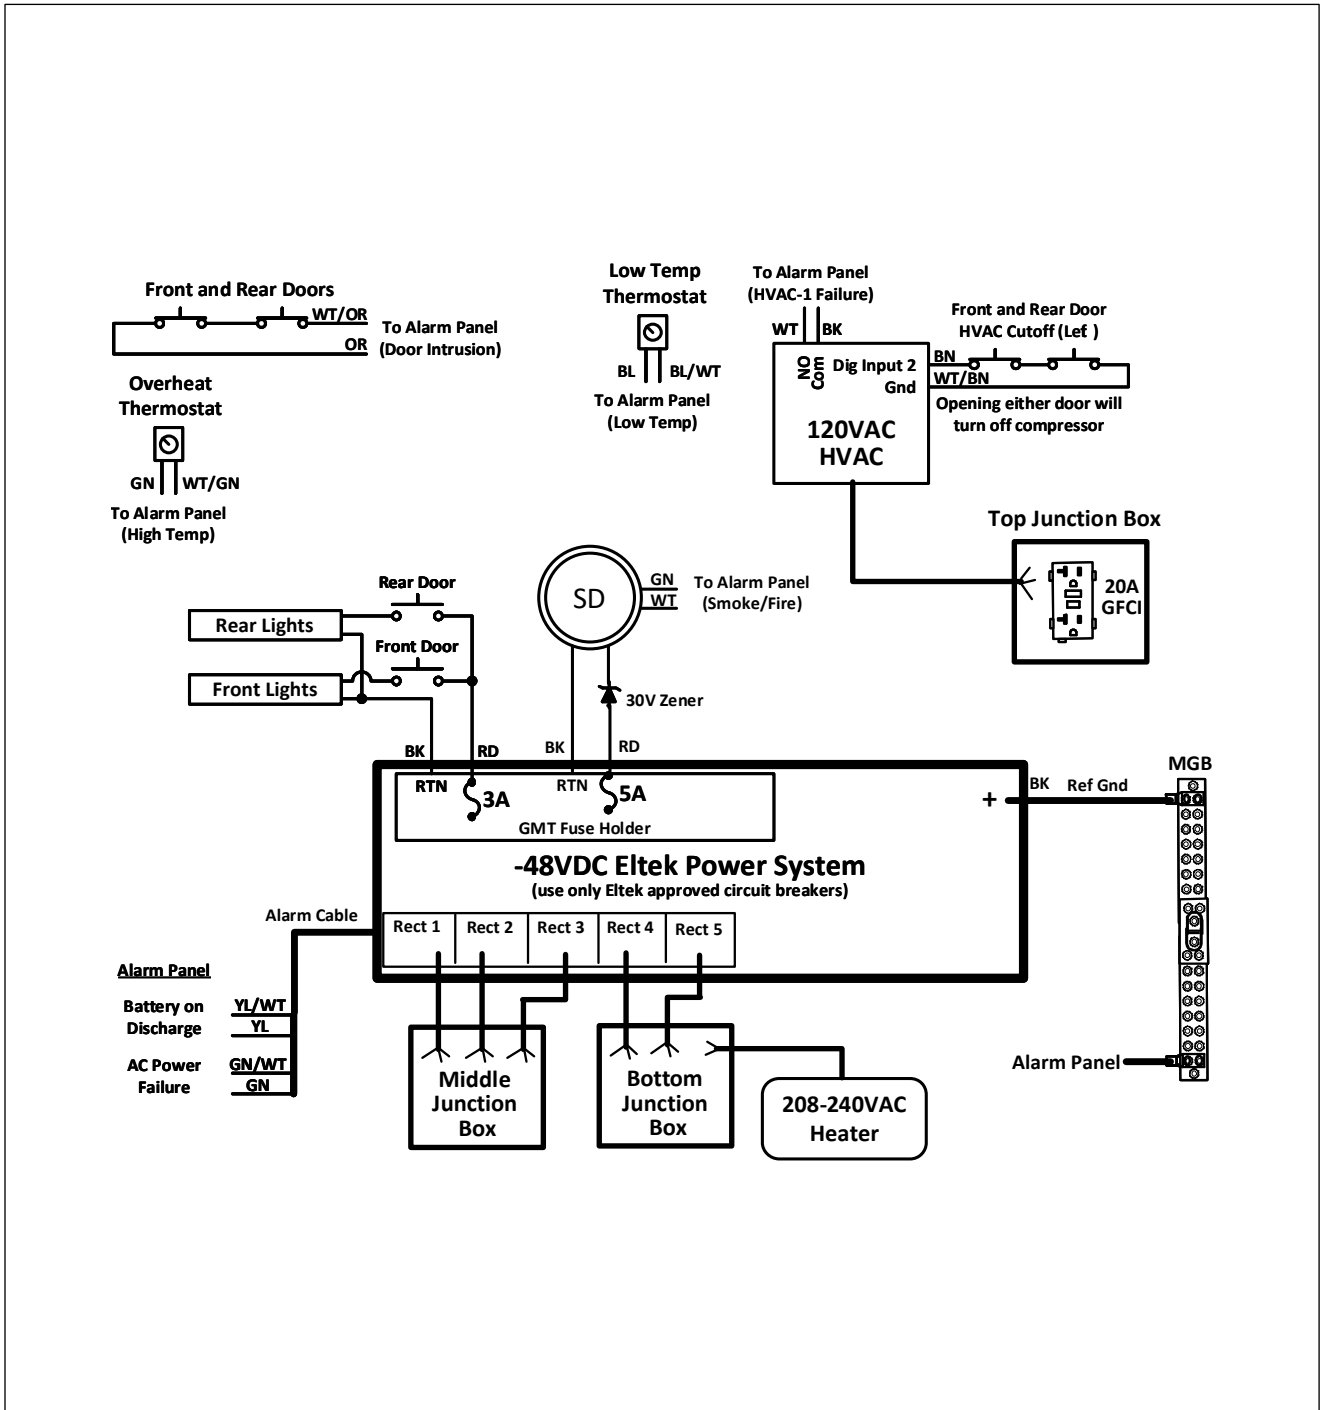 Front and Rear Doors
WT/OR
OR
To Alarm Panel
(Door Intrusion)
Overheat
Thermostat
GN
WT/GN
To Alarm Panel
(High Temp)
Low Temp
Thermostat
BL
BL/WT
To Alarm Panel
(Low Temp)
To Alarm Panel
(HVAC-1 Failure)
WT
BK
NO
Com
Dig Input 2
Gnd
120VAC
HVAC
Front and Rear Door
HVAC Cutoff (Lef )
BN
WT/BN
Opening either door will
turn off compressor
Top Junction Box
20A
GFCI
Rear Door
Rear Lights
Front Door
Front Lights
SD
GN
WT
To Alarm Panel
(Smoke/Fire)
30V Zener
BK
RD
BK
RD
RTN
3A
RTN
5A
GMT Fuse Holder
+
BK
Ref Gnd
MGB
-48VDC Eltek Power System
(use only Eltek approved circuit breakers)
Rect 1
Rect 2
Rect 3
Rect 4
Rect 5
Alarm Cable
Alarm Panel
Battery on
Discharge
YL/WT
YL
AC Power
Failure
GN/WT
GN
Middle
Junction
Box
Bottom
Junction
Box
208-240VAC
Heater
Alarm Panel